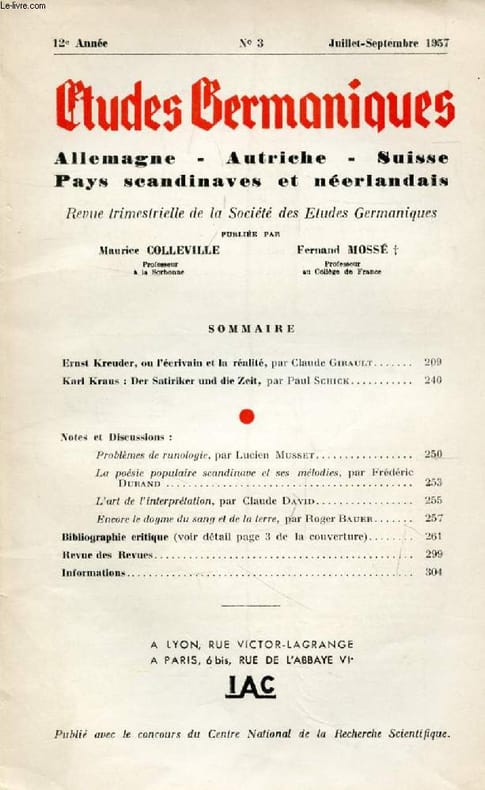 Le-livre.com
12e Année N° 3 Juillet-Septembre 1957
Etudes Germaniques
Allemagne - Autriche - Suisse
Pays scandinaves et néerlandais
Revue trimestrielle de la Société des Etudes Germaniques
PUBLIÉE PAR
Maurice COLLEVILLE Fernand MOSSÉ †
Professeur Professeur
à la Sorbonne au Collège de France
SOMMAIRE
Ernst Kreuder, ou l'écrivain et la réalité, par Claude GIRAULT....... 209
Karl Kraus : Der Satiriker und die Zeit, par Paul SCHICK........... 240
Notes et Discussions :
Problèmes de runologie, par Lucien MUSSET................. 250
La poésie populaire scandinave et ses mélodies, par Frédéric
DURAND ........................................... 253
L'art de l'interprétation, par Claude DAVID................. 255
Encore le dogme du sang et de la terre, par Roger BAUER....... 257
Bibliographie critique (voir détail page 3 de la couverture)........ 261
Revue des Revues........................................ 299
Informations............................................ 304
A LYON, RUE VICTOR-LAGRANGE
A PARIS, 6 bis, RUE DE L'ABBAYE VIe
IAC
Publié avec le concours du Centre National de la Recherche Scientifique.